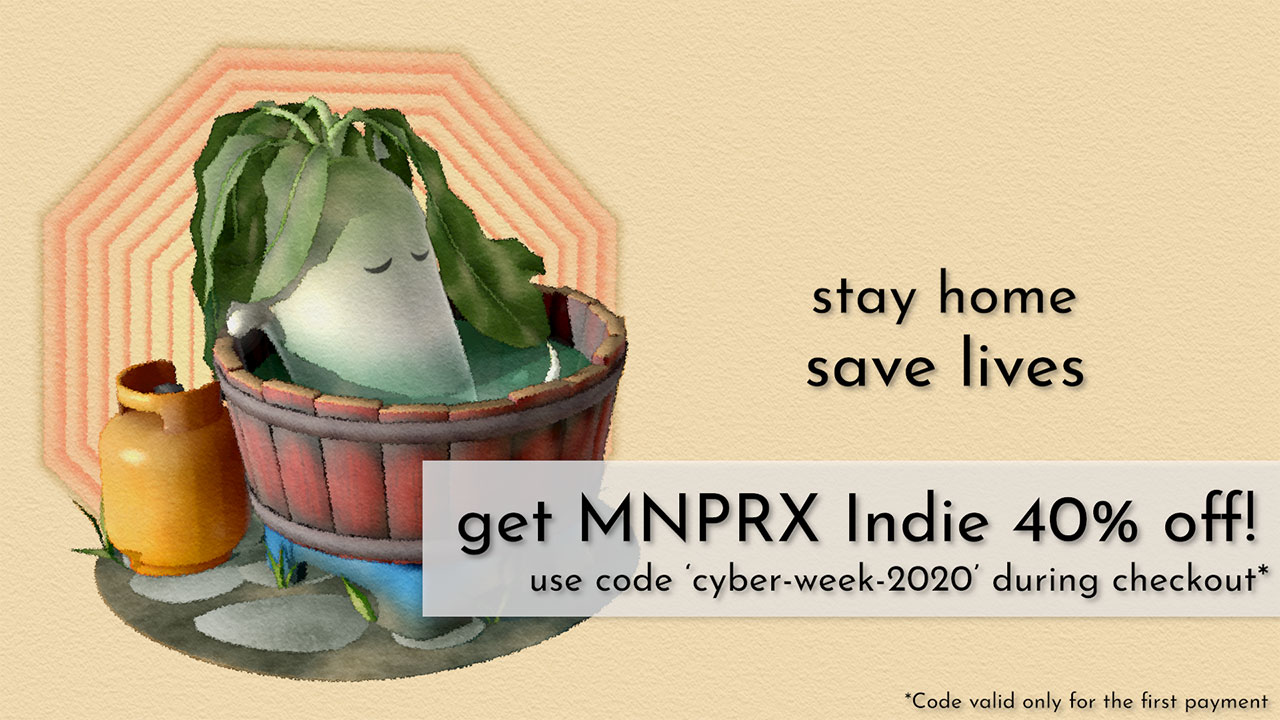 stay home
save lives
get MNPRX Indie 40% off!
use code ‘cyber-week-2020’ during checkout*
*Code valid only for the first payment